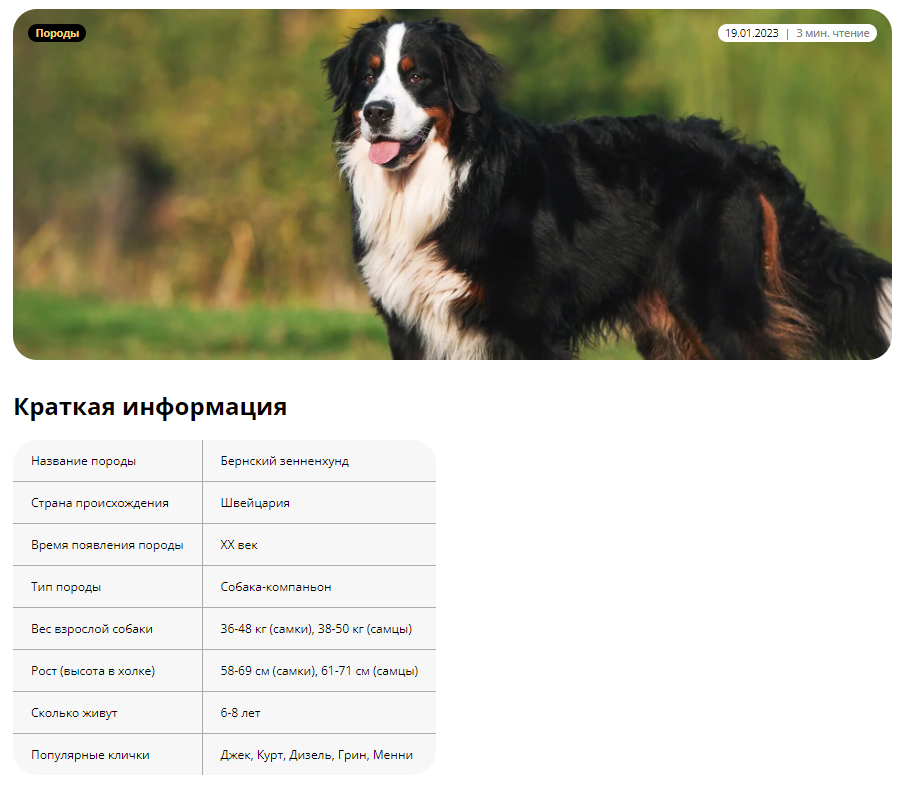 Породы
19.01.2023 | 3 мин. чтение
Краткая информация
Название породы Бернский зенненхунд
Страна происхождения Швейцария
Время появления породы XX век
Тип породы Собака-компаньон
Вес взрослой собаки 36-48 кг (самки), 38-50 кг (самцы)
Рост (высота в холке) 58-69 см (самки), 61-71 см (самцы)
Сколько живут 6-8 лет
Популярные клички Джек, Курт, Дизель, Грин, Менни